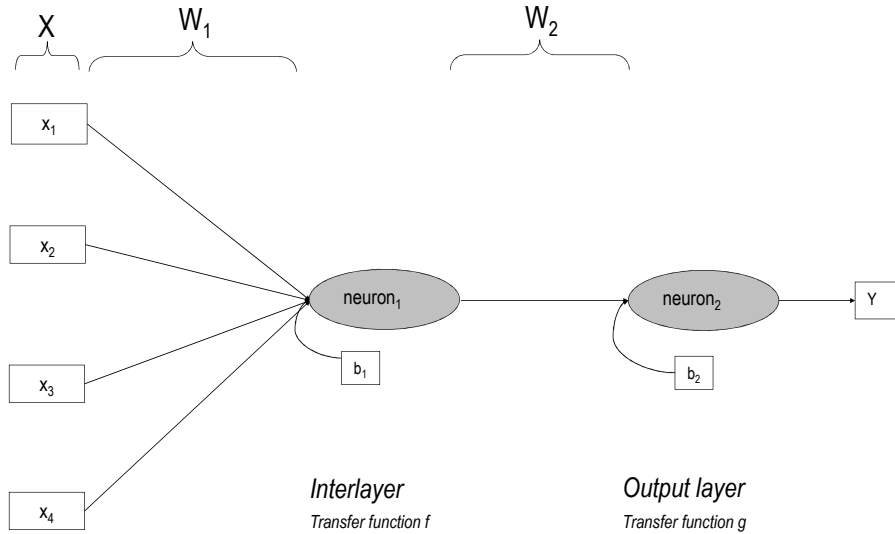 X
W₁
W₂
x₁
x₂
neuron₁
neuron₂
Y
b₁
b₂
x₃
x₄
Interlayer
Output layer
Transfer function f
Transfer function g